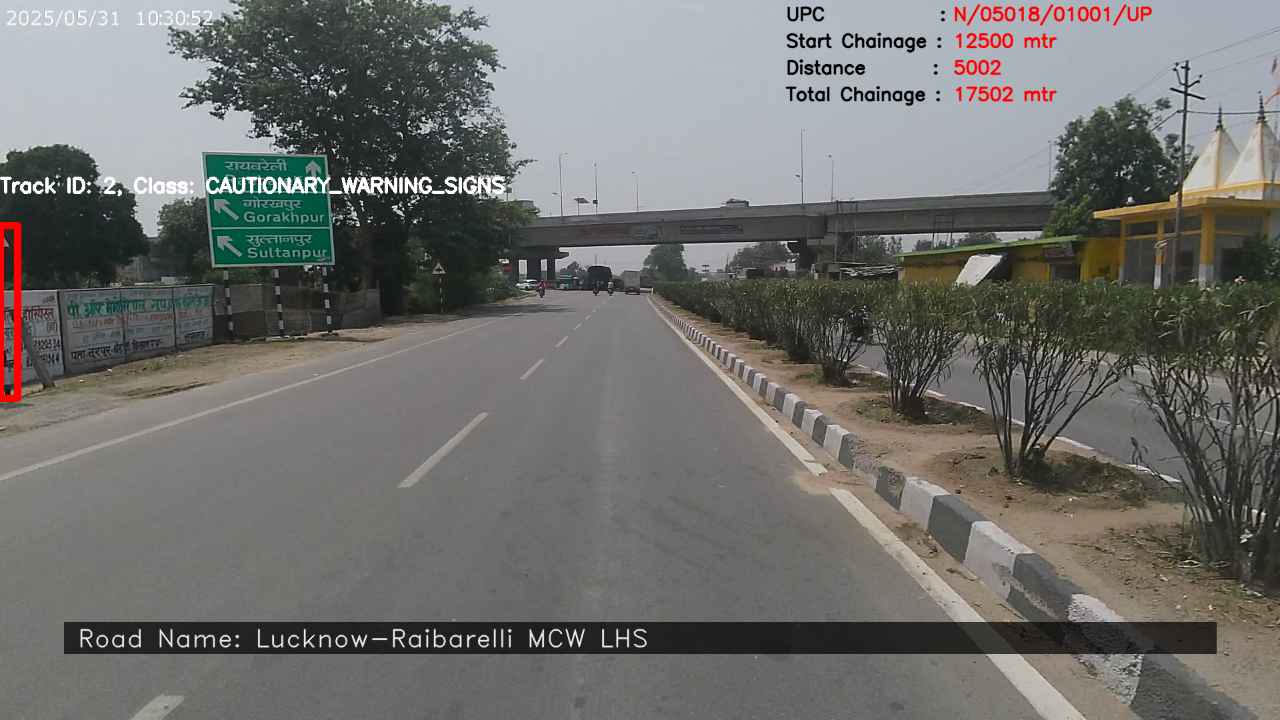 2025/05/31 10:30:52
UPC : N/05018/01001/UP
Start Chainage : 12500 mtr
Distance : 5002
Total Chainage : 17502 mtr
रायबरेली
Track ID: 2, Class: CAUTIONARY_WARNING_SIGNS
गोरखपुर
Gorakhpur
सुल्तानपुर
Sultanpur
Road Name: Lucknow-Raibarelli MCW LHS